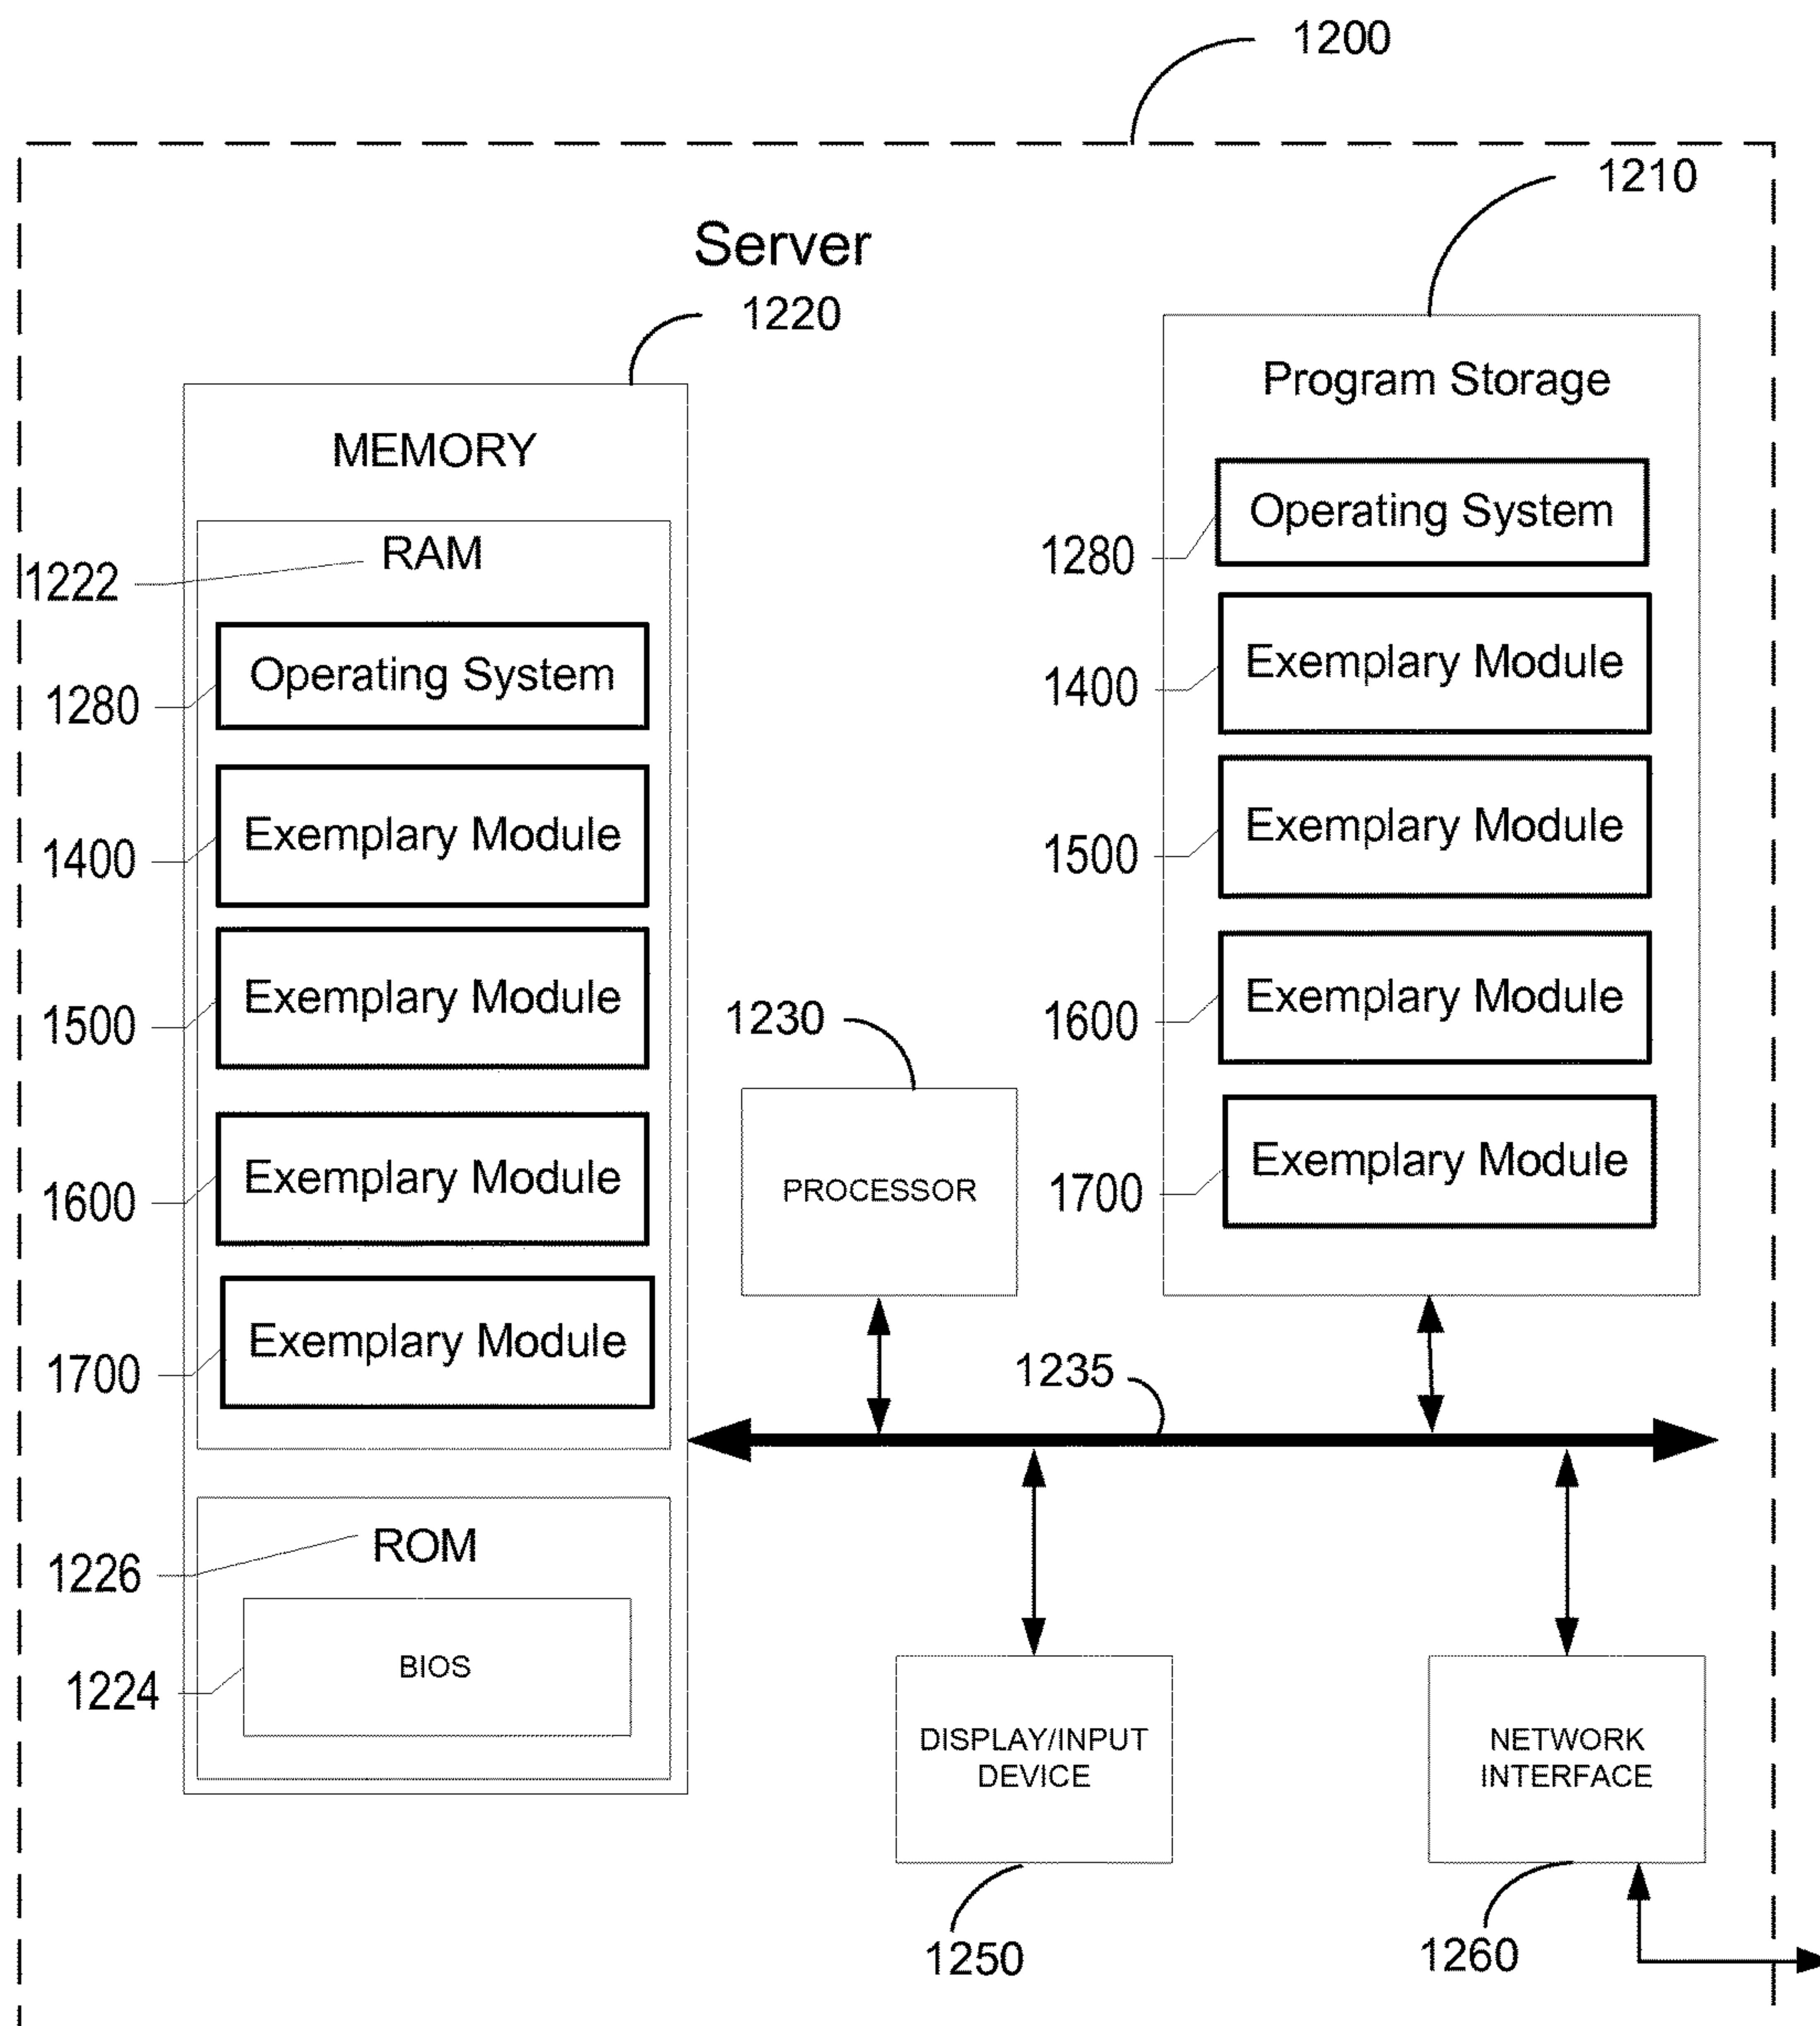 1200
1210
Server
1220
Program Storage
MEMORY
Operating System
1280
RAM
1222
Exemplary Module
1400
Operating System
1280
Exemplary Module
1500
Exemplary Module
1400
Exemplary Module
1600
Exemplary Module
1500
1230
Exemplary Module
1700
Exemplary Module
1600
PROCESSOR
Exemplary Module
1700
1235
ROM
1226
BIOS
1224
DISPLAY/INPUT
DEVICE
NETWORK
INTERFACE
1250
1260